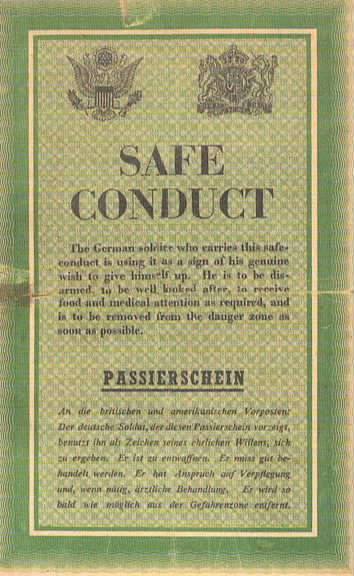 SAFE
CONDUCT
The German soldier who carries this safe-
conduct is using it as a sign of his genuine
wish to give himself up. He is to be dis-
armed, to be well looked after, to receive
food and medical attention as required, and
is to be removed from the danger zone as
soon as possible.
PASSIERSCHEIN
An die britischen und amerikanischen Vorposten:
Der deutsche Soldat, der diesen Passierschein vorzeigt,
benutzt ihn als Zeichen seines ehrlichen Willens, sich
zu ergeben. Er ist zu entwaffnen. Er muss gut be-
handelt werden. Er hat Anspruch auf Verpflegung
und, wenn nötig, ärztliche Behandlung. Er wird so
bald wie möglich aus der Gefahrenzone entfernt.